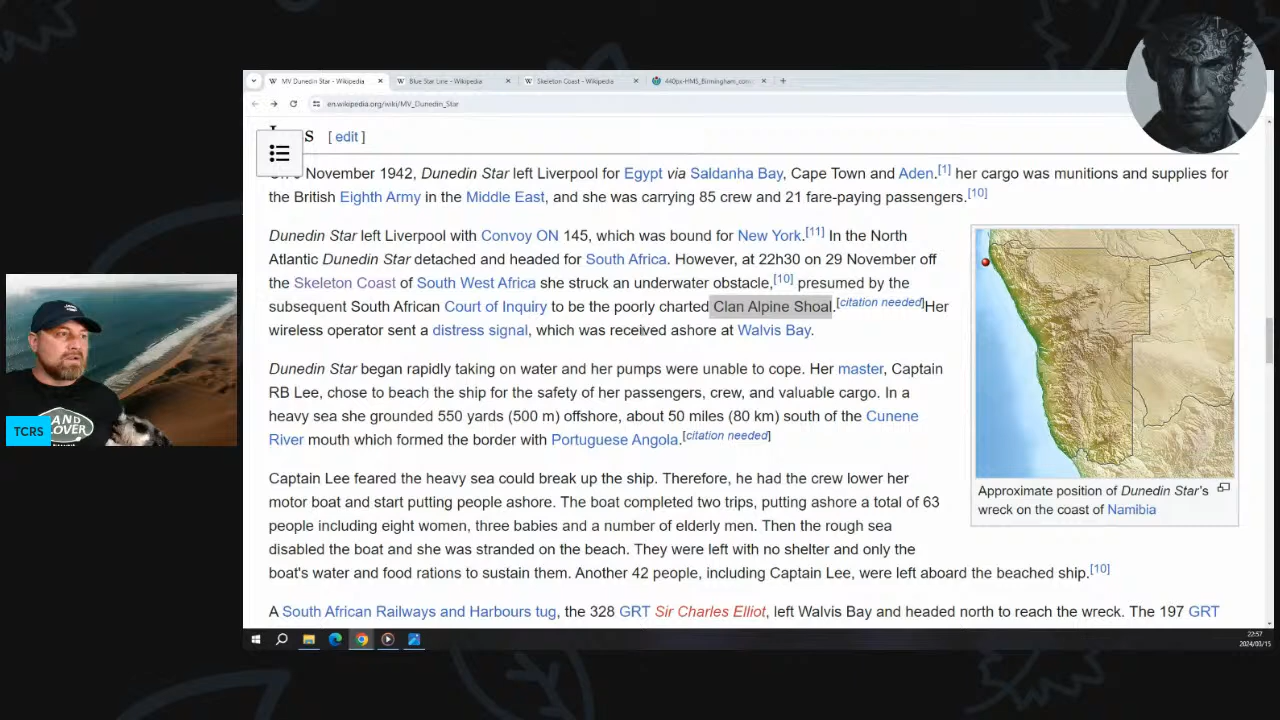 MV Dunedin Star - Wikipedia
Blue Star Line - Wikipedia
Skeleton Coast - Wikipedia
440px-HMS_Birmingham_com
en.wikipedia.org/wiki/MV_Dunedin_Star
s [ edit ]
November 1942, Dunedin Star left Liverpool for Egypt via Saldanha Bay, Cape Town and Aden.[1] her cargo was munitions and supplies for
the British Eighth Army in the Middle East, and she was carrying 85 crew and 21 fare-paying passengers.[10]
Dunedin Star left Liverpool with Convoy ON 145, which was bound for New York.[11] In the North
Atlantic Dunedin Star detached and headed for South Africa. However, at 22h30 on 29 November off
the Skeleton Coast of South West Africa she struck an underwater obstacle,[10] presumed by the
subsequent South African Court of Inquiry to be the poorly charted Clan Alpine Shoal.[citation needed]Her
wireless operator sent a distress signal, which was received ashore at Walvis Bay.
Dunedin Star began rapidly taking on water and her pumps were unable to cope. Her master, Captain
RB Lee, chose to beach the ship for the safety of her passengers, crew, and valuable cargo. In a
heavy sea she grounded 550 yards (500 m) offshore, about 50 miles (80 km) south of the Cunene
River mouth which formed the border with Portuguese Angola.[citation needed]
Captain Lee feared the heavy sea could break up the ship. Therefore, he had the crew lower her
motor boat and start putting people ashore. The boat completed two trips, putting ashore a total of 63
people including eight women, three babies and a number of elderly men. Then the rough sea
disabled the boat and she was stranded on the beach. They were left with no shelter and only the
boat's water and food rations to sustain them. Another 42 people, including Captain Lee, were left aboard the beached ship.[10]
A South African Railways and Harbours tug, the 328 GRT Sir Charles Elliot, left Walvis Bay and headed north to reach the wreck. The 197 GRT
Approximate position of Dunedin Star's
wreck on the coast of Namibia
TCRS
22:57
2024/03/15